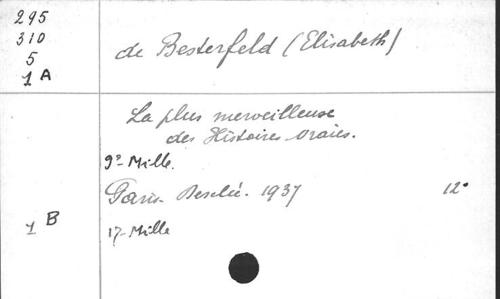 295
310
5
1 A
de Besterfeld (Elisabeth)
La plus merveilleuse
des Histoires vraies.
9e Mille.
Paris. Desclée. 1937 12°
1 B
17- Mille